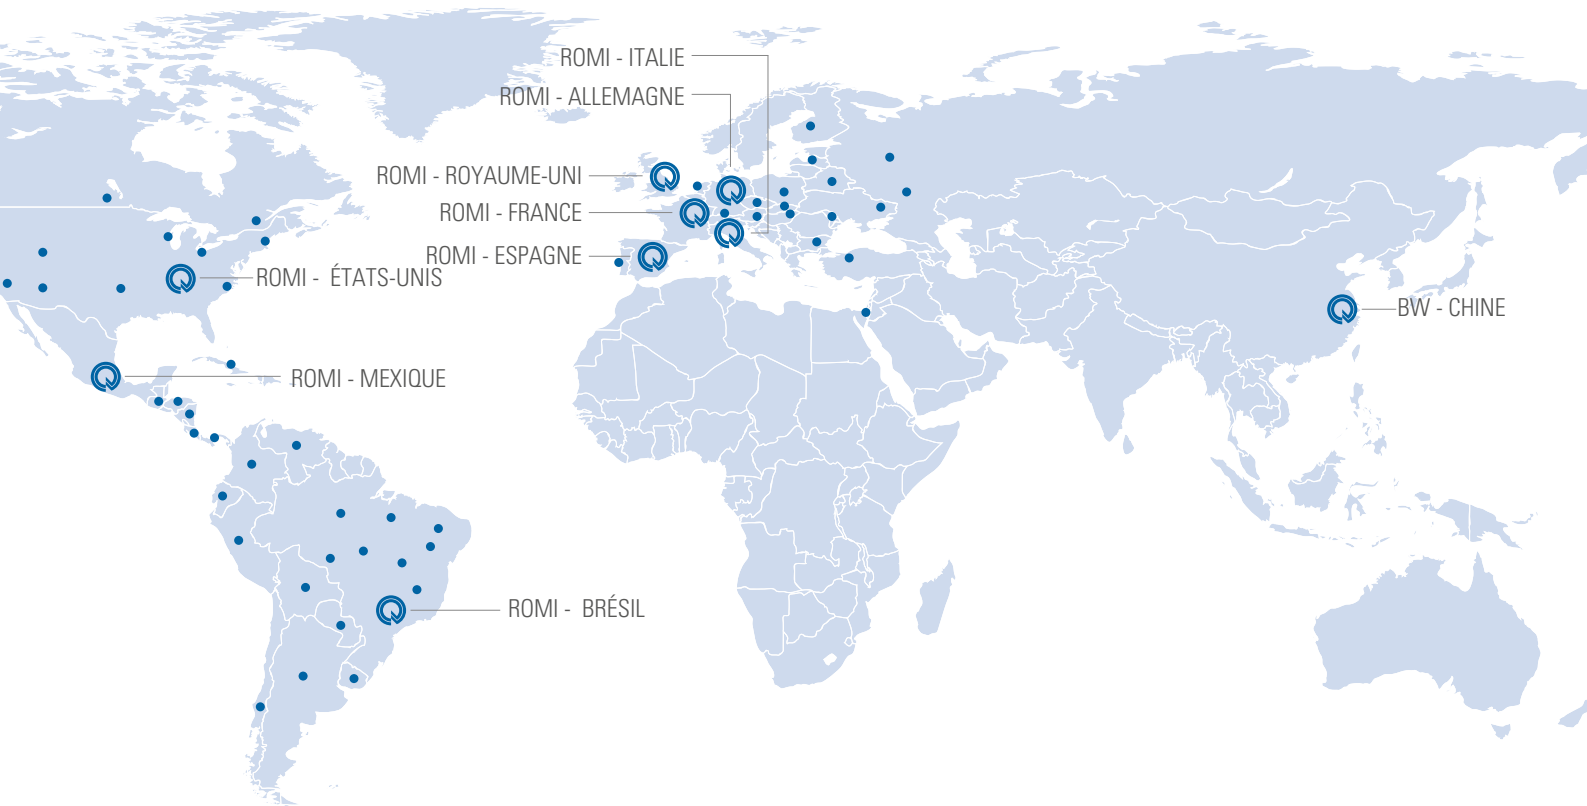 ROMI - ITALIE
ROMI - ALLEMAGNE
ROMI - ROYAUME-UNI
ROMI - FRANCE
ROMI - ESPAGNE
ROMI - ÉTATS-UNIS
BW - CHINE
ROMI - MEXIQUE
ROMI - BRÉSIL